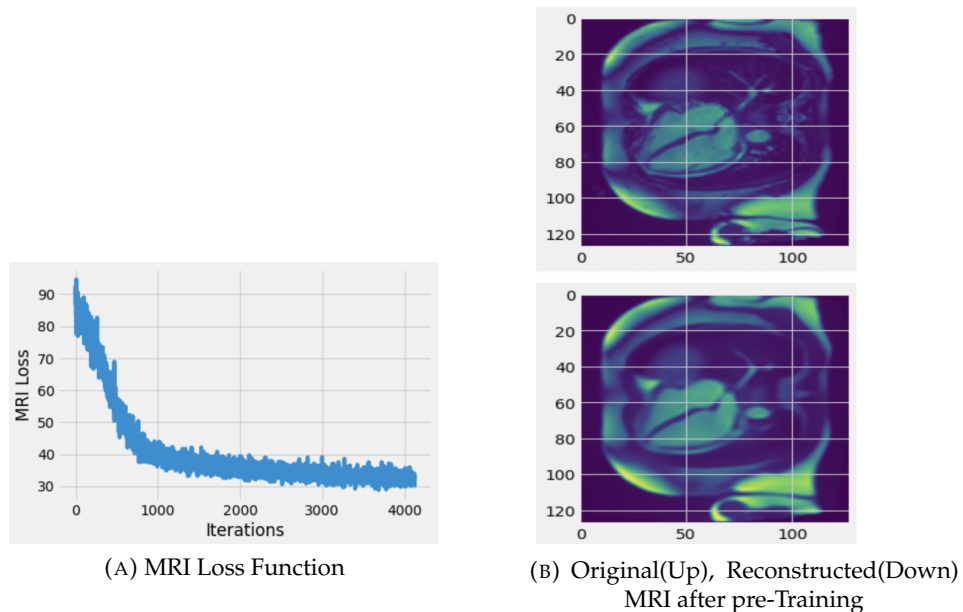 90
80
70
60
50
40
30
MRI Loss
0 1000 2000 3000 4000
Iterations
(A) MRI Loss Function
0
20
40
60
80
100
120
0 50 100
0
20
40
60
80
100
120
0 50 100
(B) Original(Up), Reconstructed(Down)
MRI after pre-Training